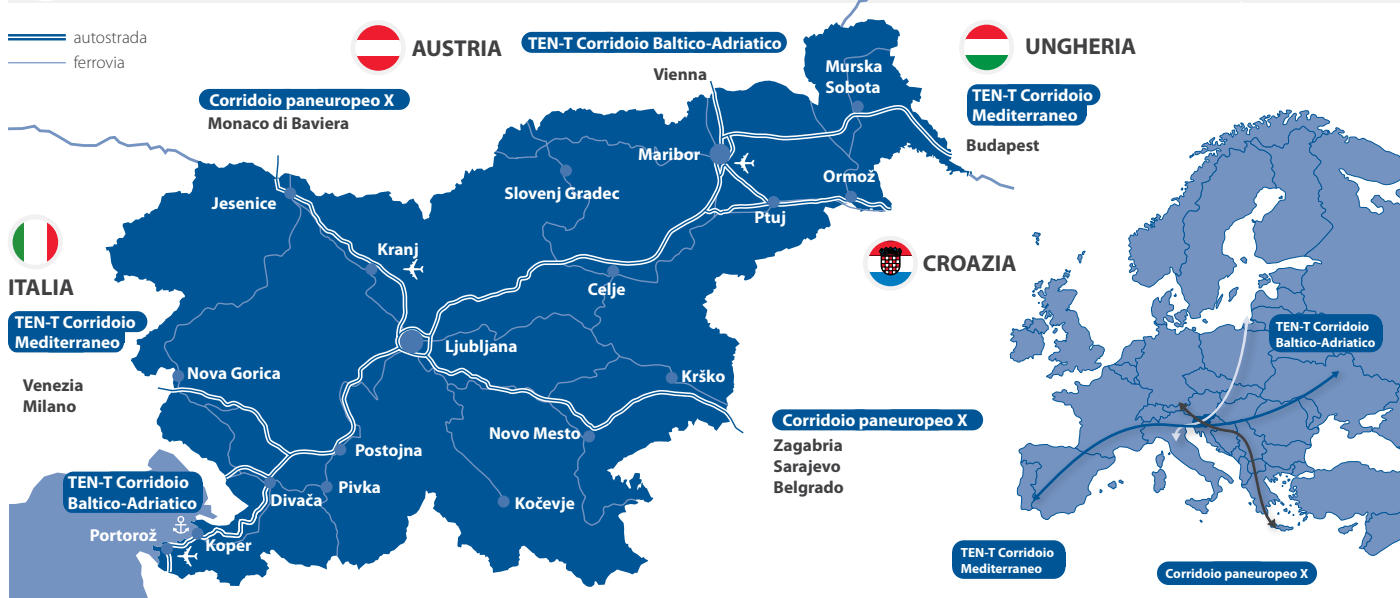 autostrada
ferrovia
AUSTRIA
TEN-T Corridoio Baltico-Adriatico
Vienna
UNGHERIA
TEN-T Corridoio
Mediterraneo
Budapest
Corridoio paneuropeo X
Monaco di Baviera
Murska
Sobota
Maribor
Slovenj Gradec
Ormož
Ptuj
Jesenice
Kranj
CROAZIA
ITALIA
TEN-T Corridoio
Mediterraneo
Venezia
Milano
Celje
Ljubljana
Nova Gorica
Krško
Novo Mesto
Postojna
Pivka
Divača
Kočevje
TEN-T Corridoio
Baltico-Adriatico
Portorož
Koper
Corridoio paneuropeo X
Zagabria
Sarajevo
Belgrado
TEN-T Corridoio
Baltico-Adriatico
TEN-T Corridoio
Mediterraneo
Corridoio paneuropeo X